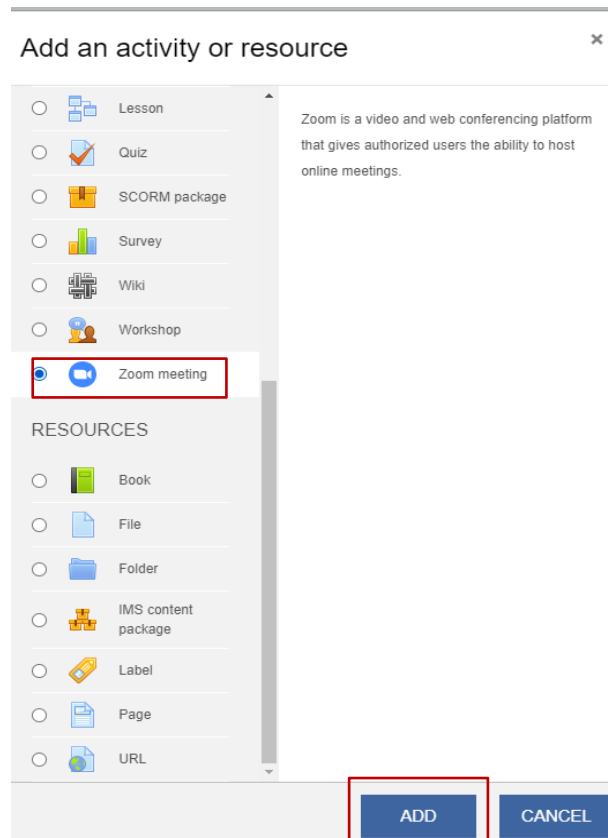 Add an activity or resource
×
Lesson
Quiz
SCORM package
Survey
Wiki
Workshop
Zoom meeting
RESOURCES
Book
File
Folder
IMS content
package
Label
Page
URL
Zoom is a video and web conferencing platform
that gives authorized users the ability to host
online meetings.
ADD
CANCEL